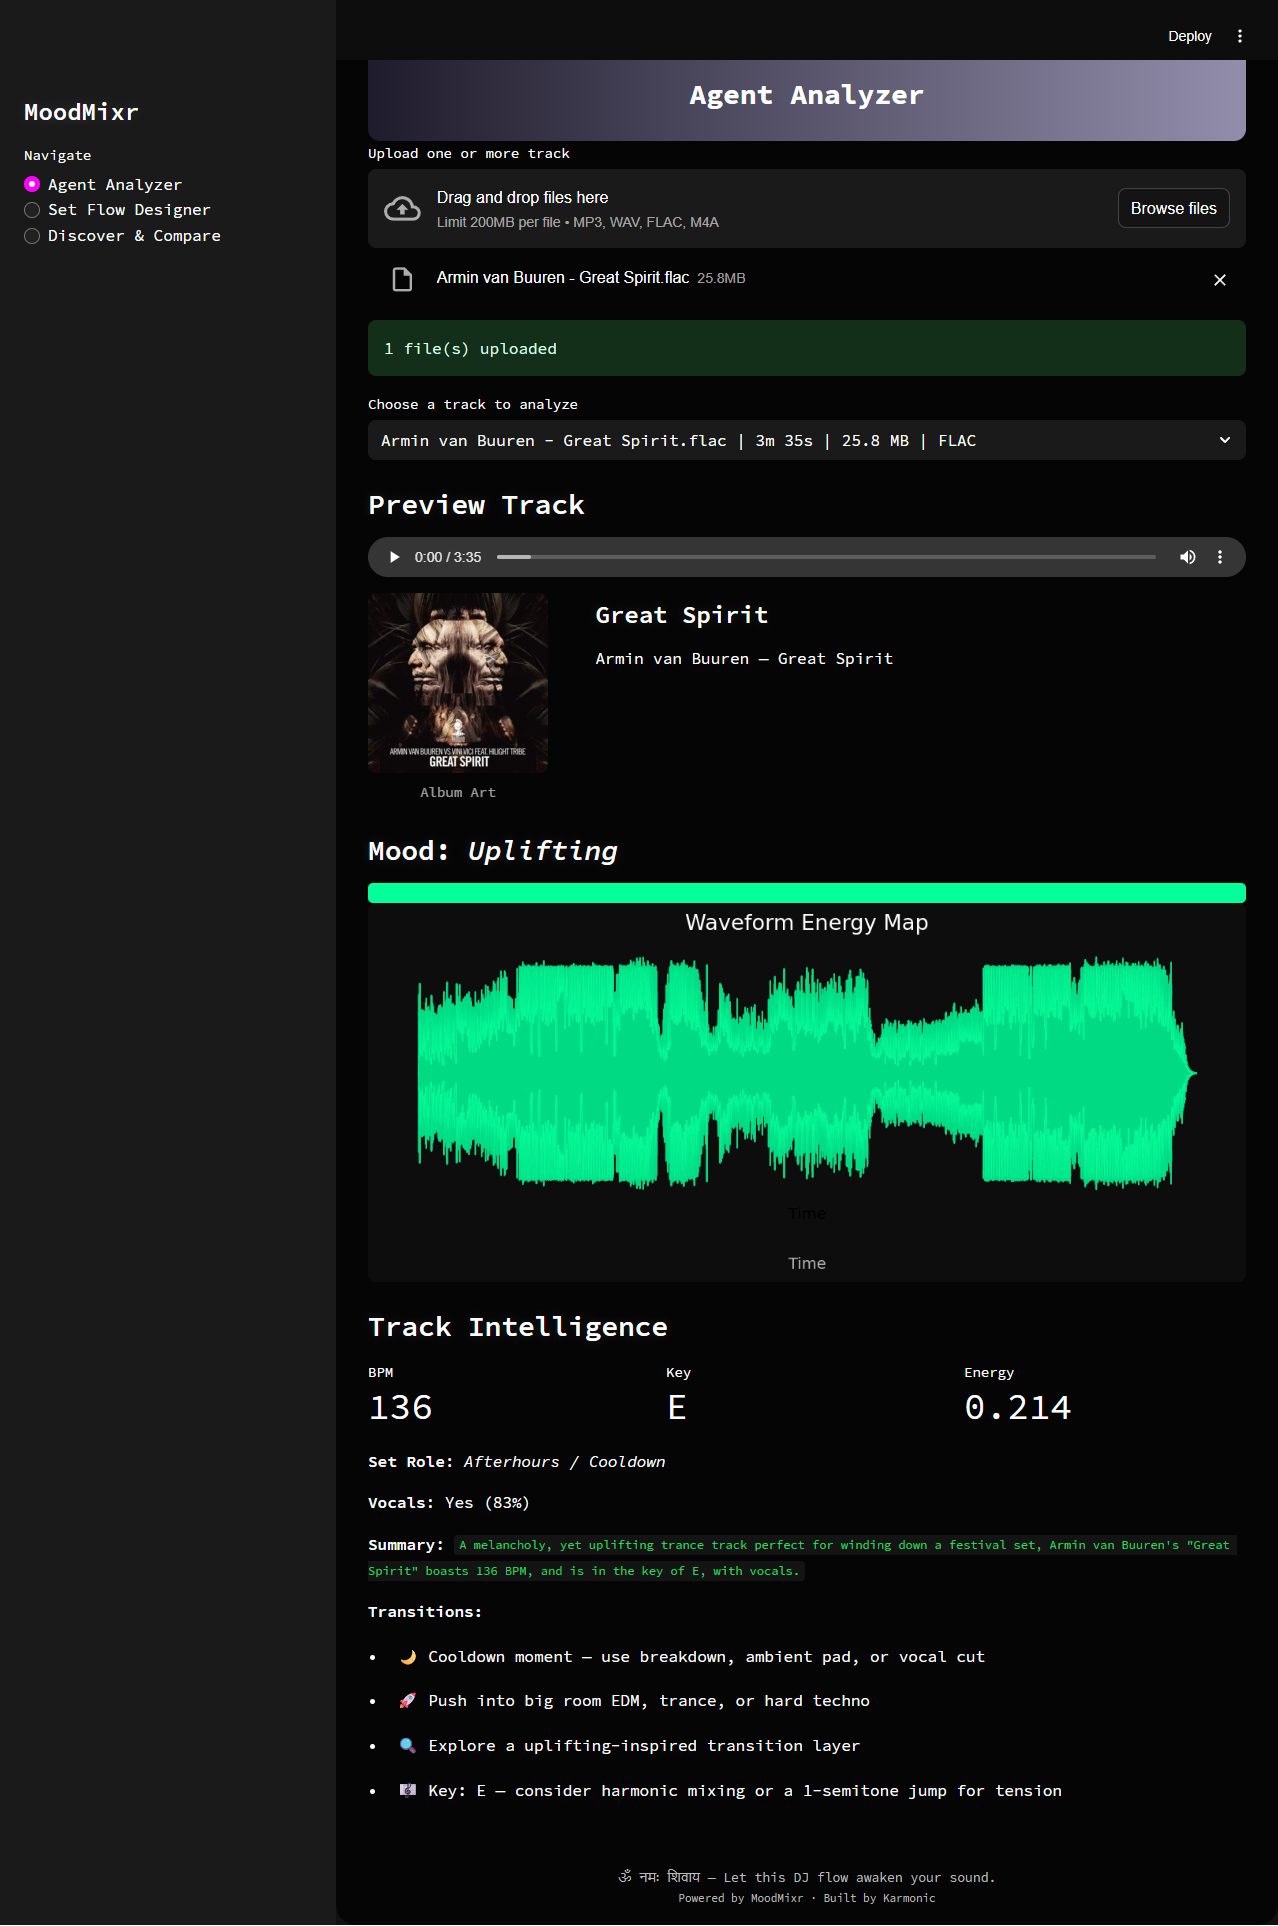 Deploy
MoodMixr
Navigate
Agent Analyzer
Set Flow Designer
Discover & Compare
Agent Analyzer
Upload one or more track
Drag and drop files here
Limit 200MB per file • MP3, WAV, FLAC, M4A
Browse files
Armin van Buuren - Great Spirit.flac 25.8MB
1 file(s) uploaded
Choose a track to analyze
Armin van Buuren - Great Spirit.flac | 3m 35s | 25.8 MB | FLAC
Preview Track
0:00 / 3:35
ARMIN VAN BUUREN VS VINI VICI FEAT. HILIGHT TRIBE
GREAT SPIRIT
Album Art
Great Spirit
Armin van Buuren — Great Spirit
Mood: Uplifting
Waveform Energy Map
Time
Time
Track Intelligence
BPM
136
Key
E
Energy
0.214
Set Role: Afterhours / Cooldown
Vocals: Yes (83%)
Summary: A melancholy, yet uplifting trance track perfect for winding down a festival set, Armin van Buuren's "Great
Spirit" boasts 136 BPM, and is in the key of E, with vocals.
Transitions:
• 🌙 Cooldown moment — use breakdown, ambient pad, or vocal cut
• 🚀 Push into big room EDM, trance, or hard techno
• 🔍 Explore a uplifting-inspired transition layer
• 🎼 Key: E — consider harmonic mixing or a 1-semitone jump for tension
ॐ नमः शिवाय — Let this DJ flow awaken your sound.
Powered by MoodMixr · Built by Karmonic